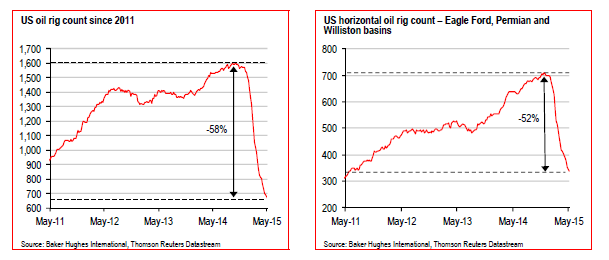 US oil rig count since 2011
1,700
1,600
1,500
1,400
1,300
1,200
1,100
1,000
900
800
700
600
-58%
May-11
May-12
May-13
May-14
May-15
Source: Baker Hughes International, Thomson Reuters Datastream
US horizontal oil rig count – Eagle Ford, Permian and
Williston basins
800
700
600
500
400
300
200
-52%
May-11
May-12
May-13
May-14
May-15
Source: Baker Hughes International, Thomson Reuters Datastream